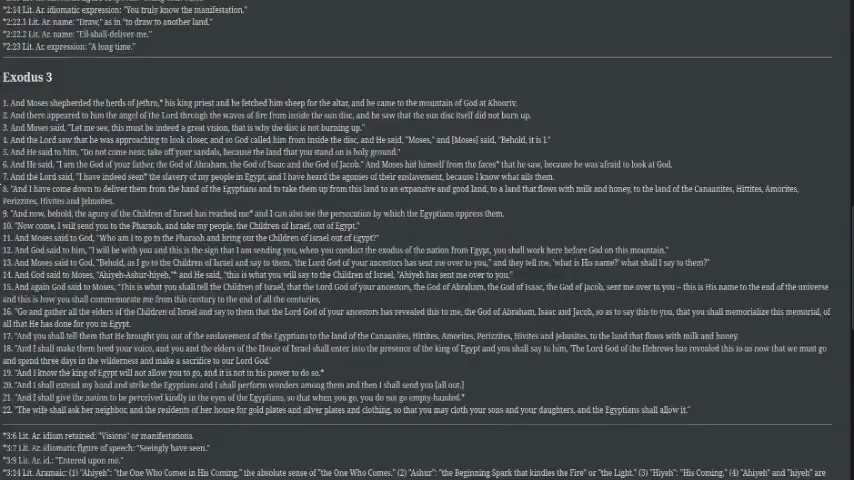 *2:14 Lit. Ar. idiomatic expression: "You truly know the manifestation."
*2:22.1 Lit. Ar. name: "Draw," as in "to draw to another land."
*2:22.2 Lit. Ar. name: "Eil-shall-deliver-me."
*2:23 Lit. Ar. expression: "A long time."
Exodus 3
1. And Moses shepherded the herds of Jethro,* his king priest and he fetched him sheep for the altar, and he came to the mountain of God at Khooriv.
2. And there appeared to him the angel of the Lord through the waves of fire from inside the sun disc, and he saw that the sun disc itself did not burn up.
3. And Moses said, "Let me see, this must be indeed a great vision, that is why the disc is not burning up."
4. And the Lord saw that he was approaching to look closer, and so God called him from inside the disc, and He said, "Moses," and [Moses] said, "Behold, it is I."
5. And He said to him, "Do not come near, take off your sandals, because the land that you stand on is holy ground."
6. And He said, "I am the God of your father, the God of Abraham, the God of Isaac and the God of Jacob." And Moses hid himself from the faces* that he saw, because he was afraid to look at God.
7. And the Lord said, "I have indeed seen* the slavery of my people in Egypt, and I have heard the agonies of their enslavement, because I know what ails them.
8. "And I have come down to deliver them from the hand of the Egyptians and to take them up from this land to an expansive and good land, to a land that flows with milk and honey, to the land of the Canaanites, Hittites, Amorites,
Perizzites, Hivites and Jebusites.
9. "And now, behold, the agony of the Children of Israel has reached me* and I can also see the persecution by which the Egyptians oppress them.
10. "Now come, I will send you to the Pharaoh, and take my people, the Children of Israel, out of Egypt."
11. And Moses said to God, "Who am I to go to the Pharaoh and bring out the Children of Israel out of Egypt?"
12. And God said to him, "I will be with you and this is the sign that I am sending you, when you conduct the exodus of the nation from Egypt, you shall work here before God on this mountain."
13. And Moses said to God, "Behold, as I go to the Children of Israel and say to them, 'the Lord God of your ancestors has sent me over to you,' and they tell me, 'what is His name?' what shall I say to them?"
14. And God said to Moses, "Ahiyeh-Ashur-hiyeh,"* and He said, "this is what you will say to the Children of Israel, "Ahiyeh has sent me over to you."
15. And again God said to Moses, "This is what you shall tell the Children of Israel, that the Lord God of your ancestors, the God of Abraham, the God of Isaac, the God of Jacob, sent me over to you -- this is His name to the end of the universe
and this is how you shall commemorate me from this century to the end of all the centuries,
16. "Go and gather all the elders of the Children of Israel and say to them that the Lord God of your ancestors has revealed this to me, the God of Abraham, Isaac and Jacob, so as to say this to you, that you shall memorialize this memorial, of
all that He has done for you in Egypt.
17. "And you shall tell them that He brought you out of the enslavement of the Egyptians to the land of the Canaanites, Hittites, Amorites, Perizzites, Hivites and Jebusites, to the land that flows with milk and honey.
18. "And I shall make them heed your voice, and you and the elders of the House of Israel shall enter into the presence of the king of Egypt and you shall say to him, 'The Lord God of the Hebrews has revealed this to us now that we must go
and spend three days in the wilderness and make a sacrifice to our Lord God.'
19. "And I know the king of Egypt will not allow you to go, and it is not in his power to do so.*
20. "And I shall extend my hand and strike the Egyptians and I shall perform wonders among them and then I shall send you [all out.]
21. "And I shall give the nation to be perceived kindly in the eyes of the Egyptians, so that when you go, you do not go empty-handed.*
22. "The wife shall ask her neighbor, and the residents of her house for gold plates and silver plates and clothing, so that you may cloth your sons and your daughters, and the Egyptians shall allow it."
*3:6 Lit. Ar. idiom retained: "Visions" or manifestations.
*3:7 Lit. Ar. idiomatic figure of speech: "Seeingly have seen."
*3:9 Lit. Ar. id.: "Entered upon me."
*3:14 Lit. Aramaic: (1) "Ahiyeh": "the One Who Comes in His Coming," the absolute sense of "the One Who Comes." (2) "Ashur": "the Beginning Spark that kindles the Fire" or "the Light." (3) "Hiyeh": "His Coming." (4) "Ahiyeh" and "hiyeh" are